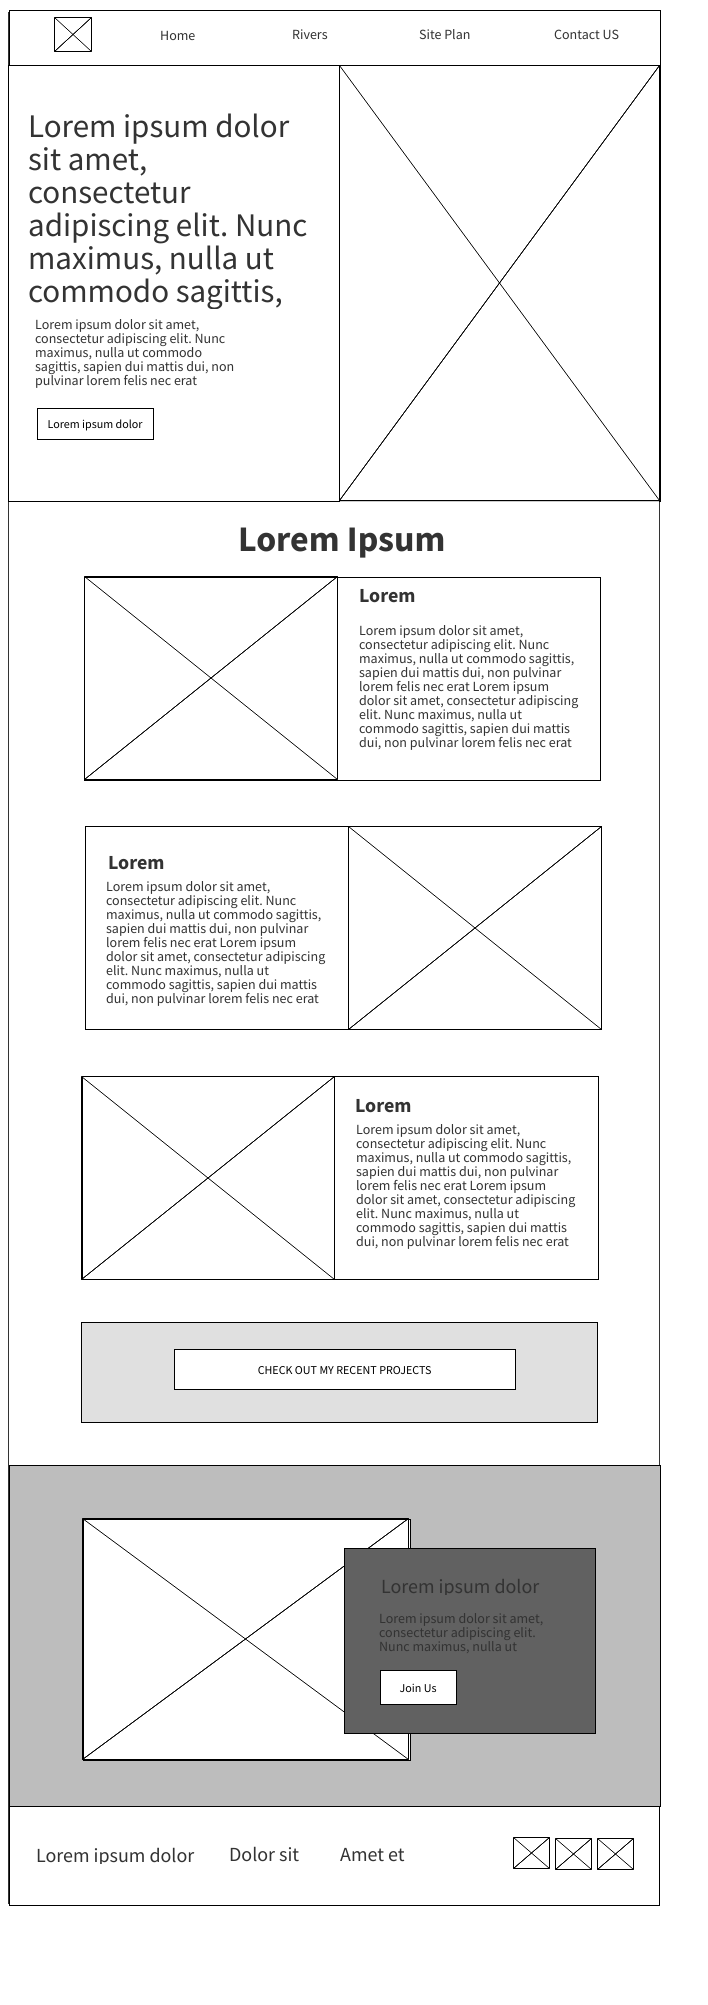 Home Rivers Site Plan Contact US
Lorem ipsum dolor
sit amet,
consectetur
adipiscing elit. Nunc
maximus, nulla ut
commodo sagittis,
Lorem ipsum dolor sit amet,
consectetur adipiscing elit. Nunc
maximus, nulla ut commodo
sagittis, sapien dui mattis dui, non
pulvinar lorem felis nec erat
Lorem ipsum dolor
Lorem Ipsum
Lorem
Lorem ipsum dolor sit amet,
consectetur adipiscing elit. Nunc
maximus, nulla ut commodo sagittis,
sapien dui mattis dui, non pulvinar
lorem felis nec erat Lorem ipsum
dolor sit amet, consectetur adipiscing
elit. Nunc maximus, nulla ut
commodo sagittis, sapien dui mattis
dui, non pulvinar lorem felis nec erat
Lorem
Lorem ipsum dolor sit amet,
consectetur adipiscing elit. Nunc
maximus, nulla ut commodo sagittis,
sapien dui mattis dui, non pulvinar
lorem felis nec erat Lorem ipsum
dolor sit amet, consectetur adipiscing
elit. Nunc maximus, nulla ut
commodo sagittis, sapien dui mattis
dui, non pulvinar lorem felis nec erat
Lorem
Lorem ipsum dolor sit amet,
consectetur adipiscing elit. Nunc
maximus, nulla ut commodo sagittis,
sapien dui mattis dui, non pulvinar
lorem felis nec erat Lorem ipsum
dolor sit amet, consectetur adipiscing
elit. Nunc maximus, nulla ut
commodo sagittis, sapien dui mattis
dui, non pulvinar lorem felis nec erat
CHECK OUT MY RECENT PROJECTS
Lorem ipsum dolor
Lorem ipsum dolor sit amet,
consectetur adipiscing elit.
Nunc maximus, nulla ut
Join Us
Lorem ipsum dolor Dolor sit Amet et